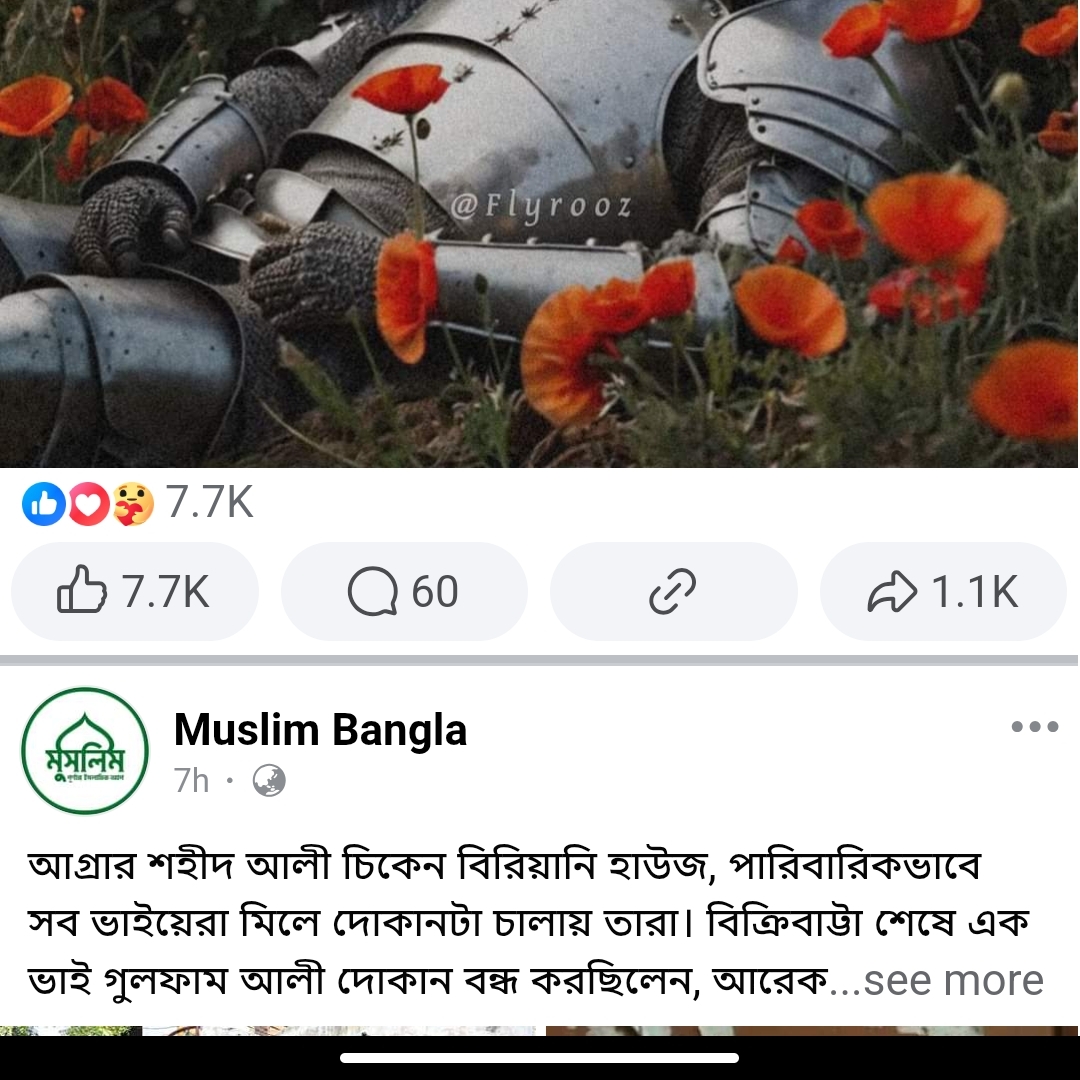 @Flyrooz
7.7K
7.7K
60
1.1K
মুসলিম
Muslim Bangla
7h ·
আগ্রার শহীদ আলী চিকেন বিরিয়ানি হাউজ, পারিবারিকভাবে
সব ভাইয়েরা মিলে দোকানটা চালায় তারা। বিক্রিবাট্টা শেষে এক
ভাই গুলফাম আলী দোকান বন্ধ করছিলেন, আরেক...see more